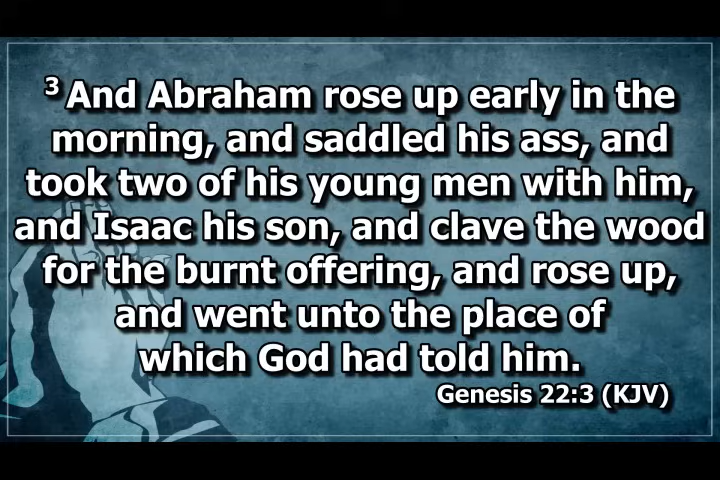 3 And Abraham rose up early in the
morning, and saddled his ass, and
took two of his young men with him,
and Isaac his son, and clave the wood
for the burnt offering, and rose up,
and went unto the place of
which God had told him.
Genesis 22:3 (KJV)